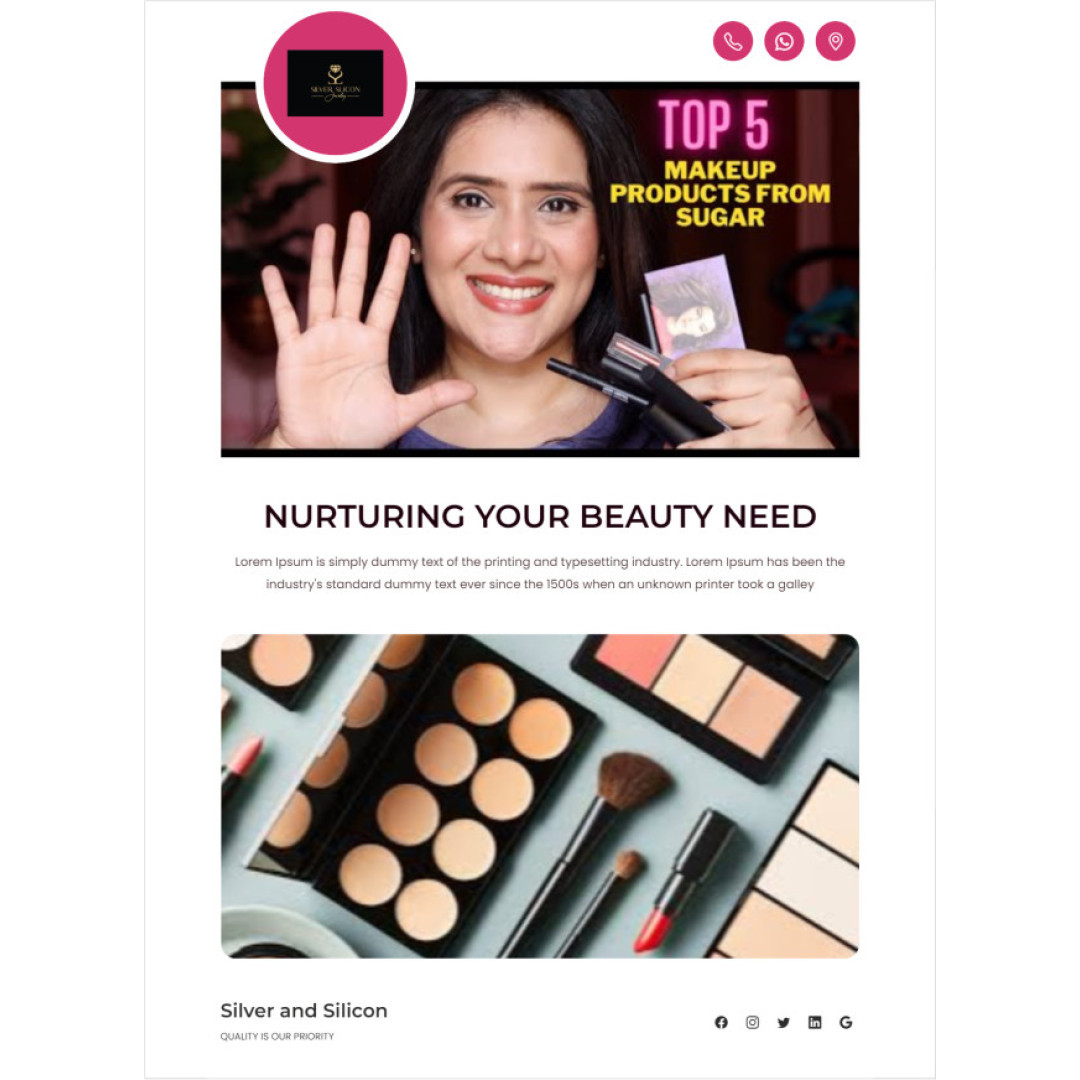 SILVER SILICON
Jewelry
TOP 5
MAKEUP
PRODUCTS FROM
SUGAR
NURTURING YOUR BEAUTY NEED
Lorem Ipsum is simply dummy text of the printing and typesetting industry. Lorem Ipsum has been the
industry's standard dummy text ever since the 1500s when an unknown printer took a galley
Silver and Silicon
QUALITY IS OUR PRIORITY